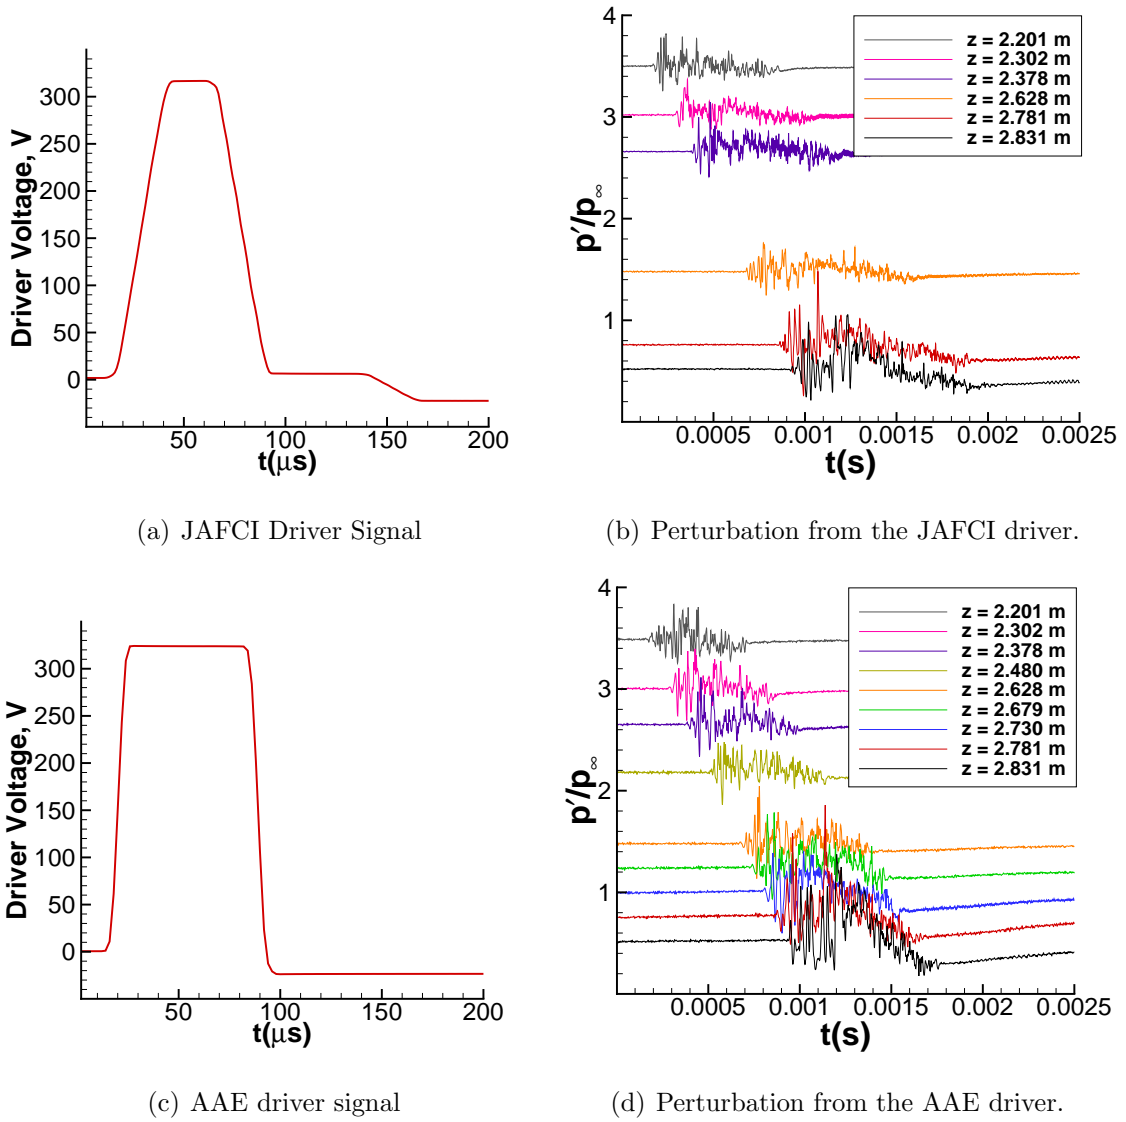 Driver Voltage, V
300
250
200
150
100
50
0
50 100 150 200
t(μs)
(a) JAFCI Driver Signal
p′/p∞
4
3
2
1
z = 2.201 m
z = 2.302 m
z = 2.378 m
z = 2.628 m
z = 2.781 m
z = 2.831 m
0.0005 0.001 0.0015 0.002 0.0025
t(s)
(b) Perturbation from the JAFCI driver.
Driver Voltage, V
300
250
200
150
100
50
0
50 100 150 200
t(μs)
(c) AAE driver signal
p′/p∞
4
3
2
1
z = 2.201 m
z = 2.302 m
z = 2.378 m
z = 2.480 m
z = 2.628 m
z = 2.679 m
z = 2.730 m
z = 2.781 m
z = 2.831 m
0.0005 0.001 0.0015 0.002 0.0025
t(s)
(d) Perturbation from the AAE driver.